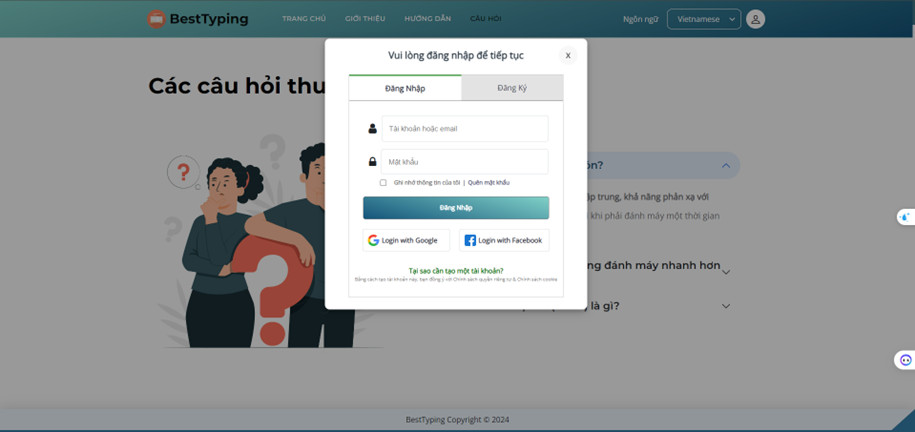 BestTyping
TRANG CHỦ GIỚI THIỆU HƯỚNG DẪN CÂU HỎI
Ngôn ngữ Vietnamese
Vui lòng đăng nhập để tiếp tục X
Các câu hỏi thư
Đăng Nhập Đăng Ký
Tài khoản hoặc email
Mật khẩu
Ghi nhớ thông tin của tôi | Quên mật khẩu
Đăng Nhập
Login with Google Login with Facebook
Tại sao cần tạo một tài khoản?
Bằng cách tạo tài khoản này, bạn đồng ý với Chính sách quyền riêng tư & Chính sách cookie
ón?
ập trung, khả năng phản xạ với
khi phải đánh máy một thời gian
ng đánh máy nhanh hơn
là gì?
BestTyping Copyright © 2024